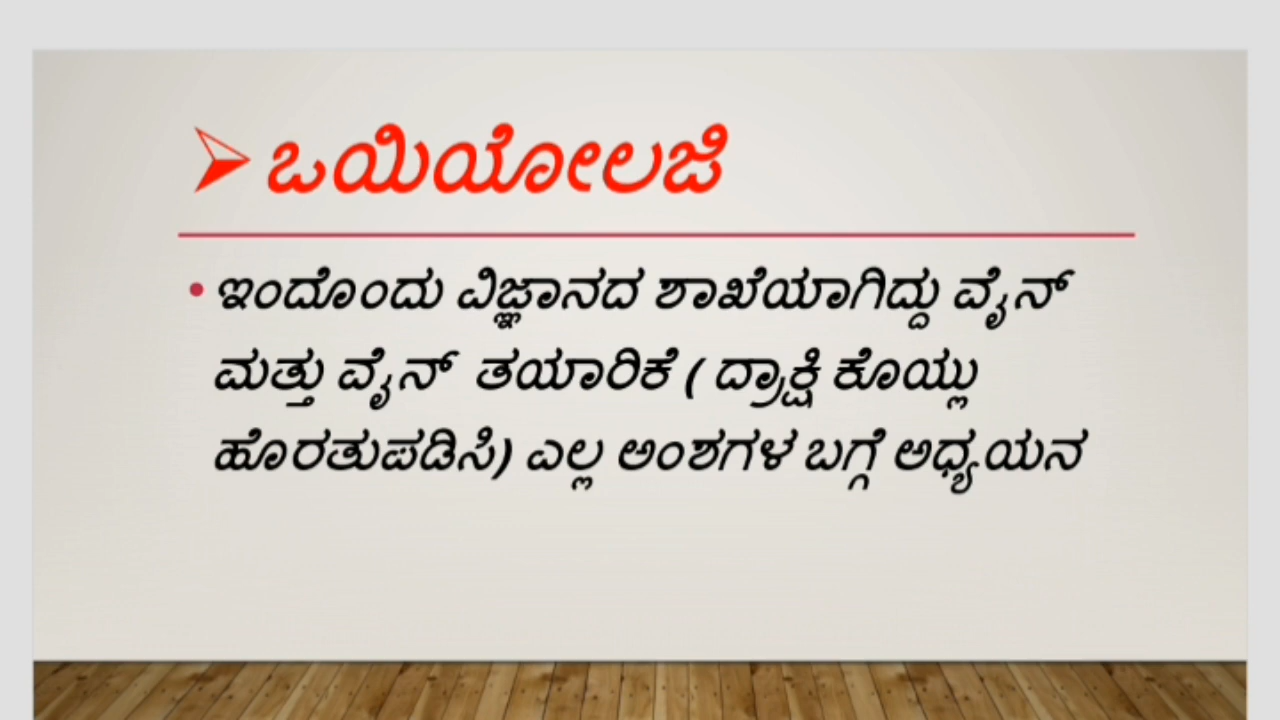 ಒಯಿಯೋಲಜಿ
ಇಂದೊಂದು ವಿಜ್ಞಾನದ ಶಾಖೆಯಾಗಿದ್ದು ವೈನ್
ಮತ್ತು ವೈನ್ ತಯಾರಿಕೆ ( ದ್ರಾಕ್ಷಿ ಕೊಯ್ಲು
ಹೊರತುಪಡಿಸಿ) ಎಲ್ಲ ಅಂಶಗಳ ಬಗ್ಗೆ ಅಧ್ಯಯನ